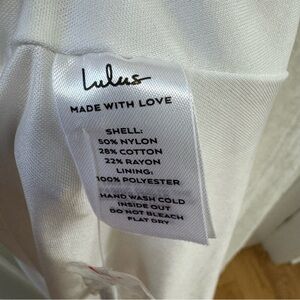 Lulus
MADE WITH LOVE
SHELL:
50% NYLON
28% COTTON
22% RAYON
LINING:
100% POLYESTER
HAND WASH COLD
INSIDE OUT
DO NOT BLEACH
FLAT DRY